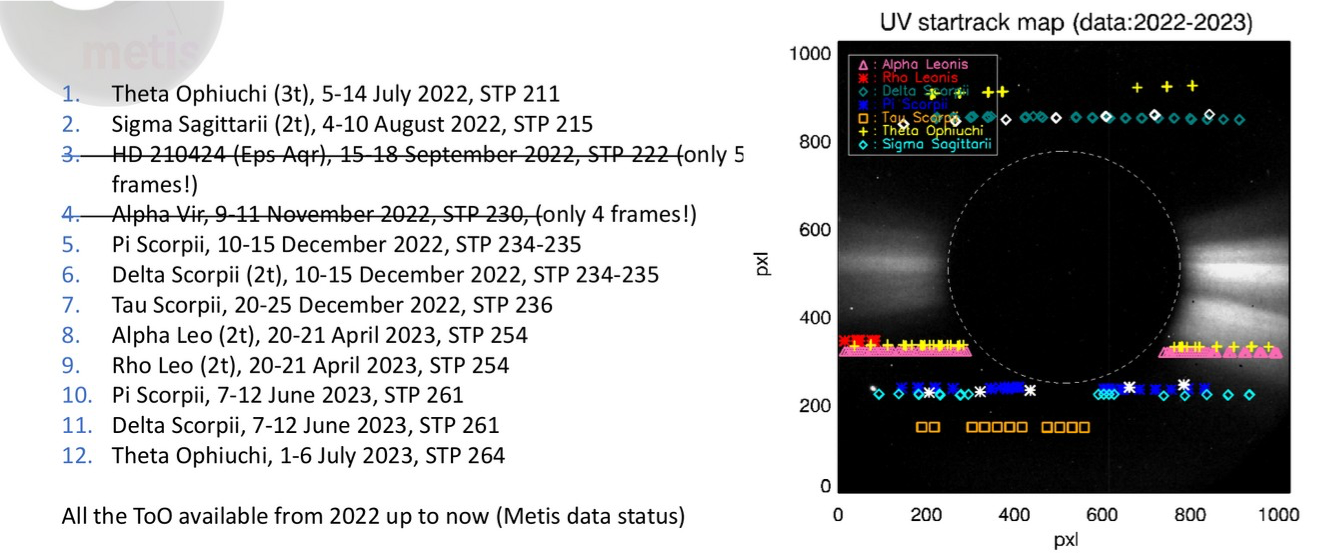 metis
1. Theta Ophiuchi (3t), 5-14 July 2022, STP 211
2. Sigma Sagittarii (2t), 4-10 August 2022, STP 215
3. HD 210424 (Eps Aqr), 15-18 September 2022, STP 222 (only 5
frames!)
4. Alpha Vir, 9-11 November 2022, STP 230, (only 4 frames!)
5. Pi Scorpii, 10-15 December 2022, STP 234-235
6. Delta Scorpii (2t), 10-15 December 2022, STP 234-235
7. Tau Scorpii, 20-25 December 2022, STP 236
8. Alpha Leo (2t), 20-21 April 2023, STP 254
9. Rho Leo (2t), 20-21 April 2023, STP 254
10. Pi Scorpii, 7-12 June 2023, STP 261
11. Delta Scorpii, 7-12 June 2023, STP 261
12. Theta Ophiuchi, 1-6 July 2023, STP 264
All the ToO available from 2022 up to now (Metis data status)
UV startrack map (data:2022-2023)
1000
800
600
400
200
0
pxl
: Alpha Leonis
: Rho Leonis
: Delta Scorpii
: Pi Scorpii
: Tau Scorpii
: Theta Ophiuchi
: Sigma Sagittarii
0 200 400 600 800 1000
pxl